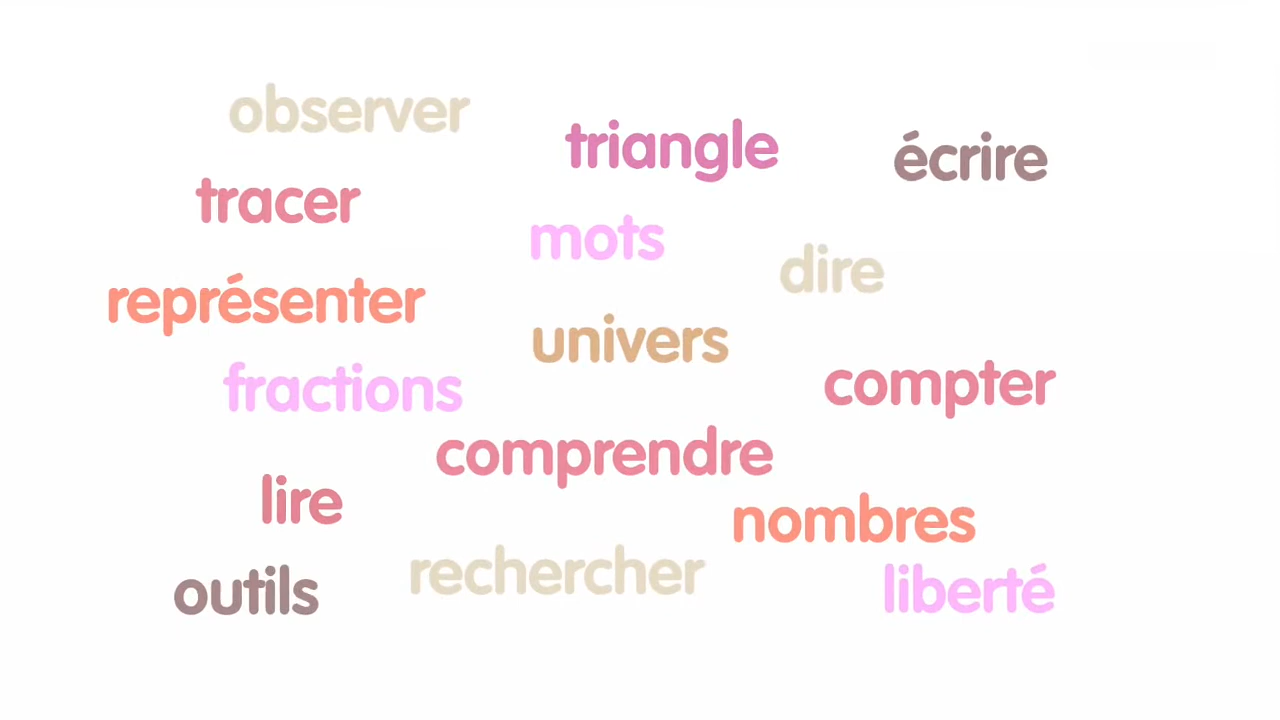 observer
triangle
écrire
tracer
mots
dire
représenter
univers
fractions
compter
comprendre
lire
nombres
rechercher
outils
liberté